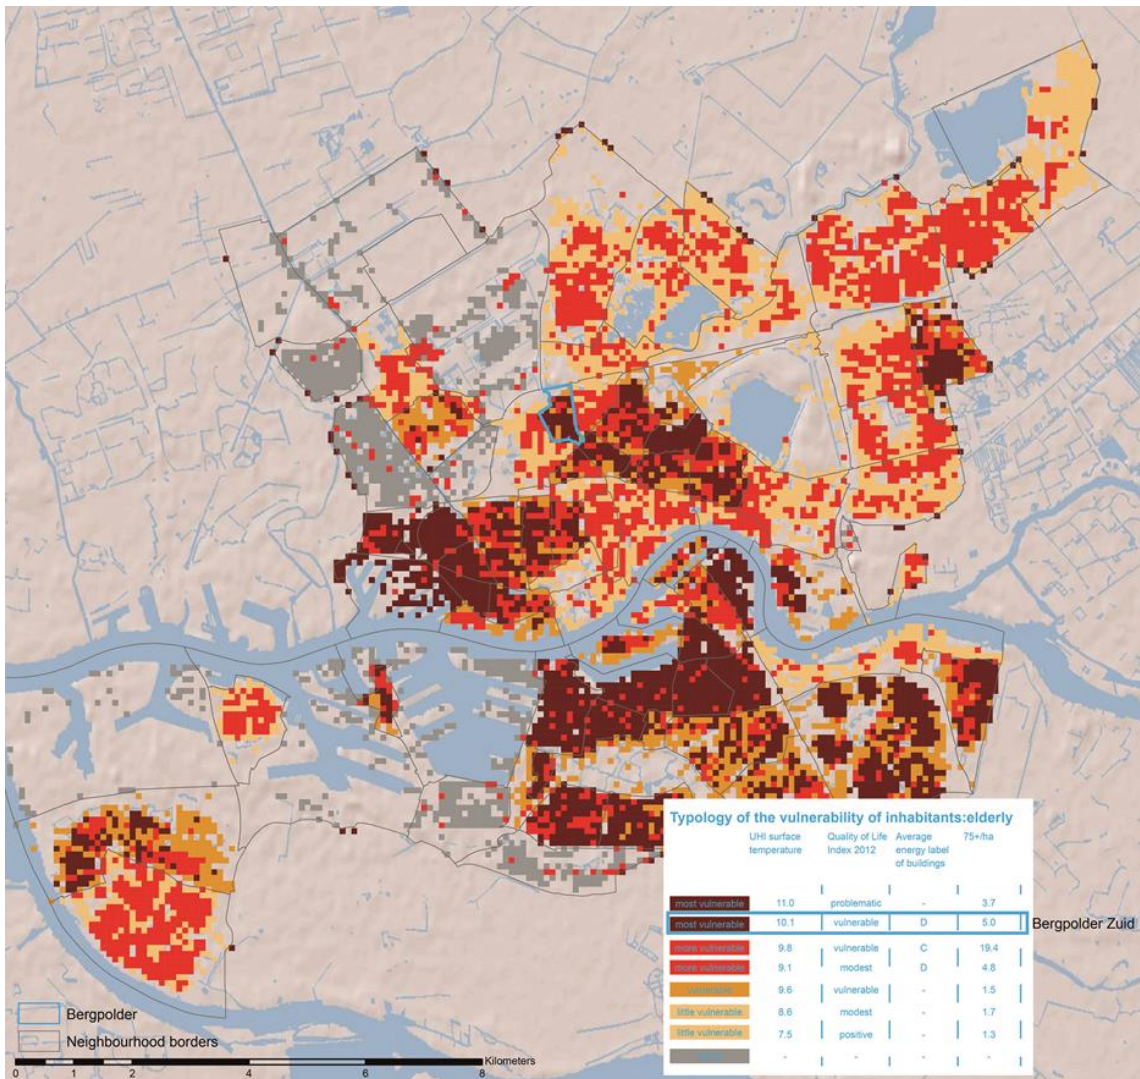 Typology of the vulnerability of inhabitants:elderly
UHI surface temperature Quality of Life Index 2012 Average energy label of buildings 75+/ha
most vulnerable 11.0 problematic - 3.7
most vulnerable 10.1 vulnerable D 5.0 Bergpolder Zuid
more vulnerable 9.8 vulnerable C 19.4
more vulnerable 9.1 modest D 4.8
vulnerable 9.6 vulnerable - 1.5
little vulnerable 8.6 modest - 1.7
little vulnerable 7.5 positive - 1.3
- - - -
Bergpolder
Neighbourhood borders
Kilometers
0 2 4 6 8